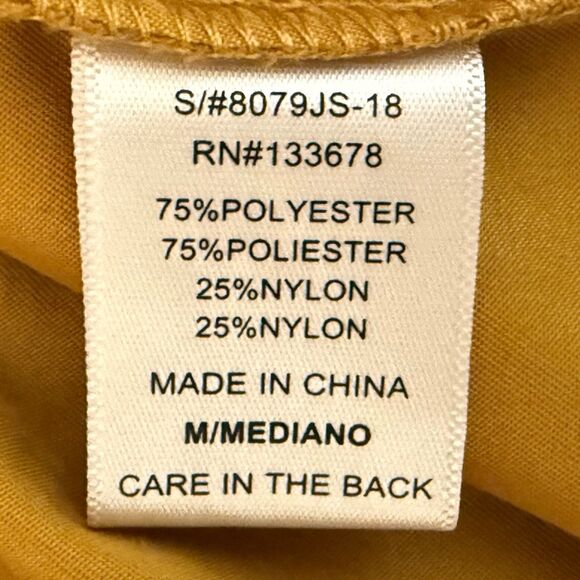 S/#8079JS-18
RN#133678
75%POLYESTER
75%POLIESTER
25%NYLON
25%NYLON
MADE IN CHINA
M/MEDIANO
CARE IN THE BACK